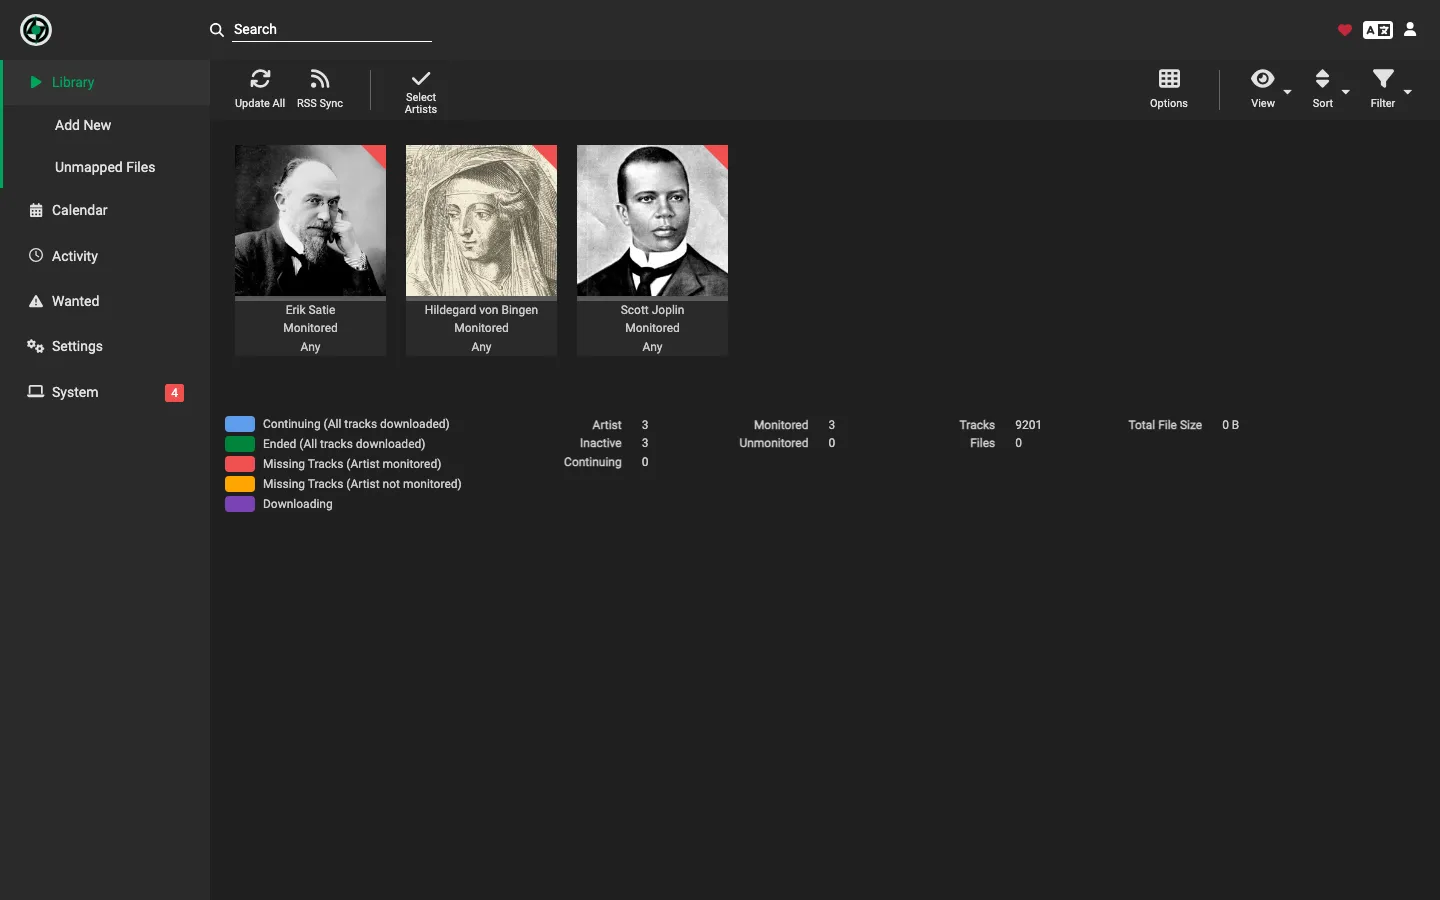 Search
A
Library
Add New
Unmapped Files
Calendar
Activity
Wanted
Settings
System 4
Update All
RSS Sync
Select
Artists
Options
View
Sort
Filter
Erik Satie
Monitored
Any
Hildegard von Bingen
Monitored
Any
Scott Joplin
Monitored
Any
Continuing (All tracks downloaded)
Ended (All tracks downloaded)
Missing Tracks (Artist monitored)
Missing Tracks (Artist not monitored)
Downloading
Artist 3
Inactive 3
Continuing 0
Monitored 3
Unmonitored 0
Tracks 9201
Files 0
Total File Size 0 B